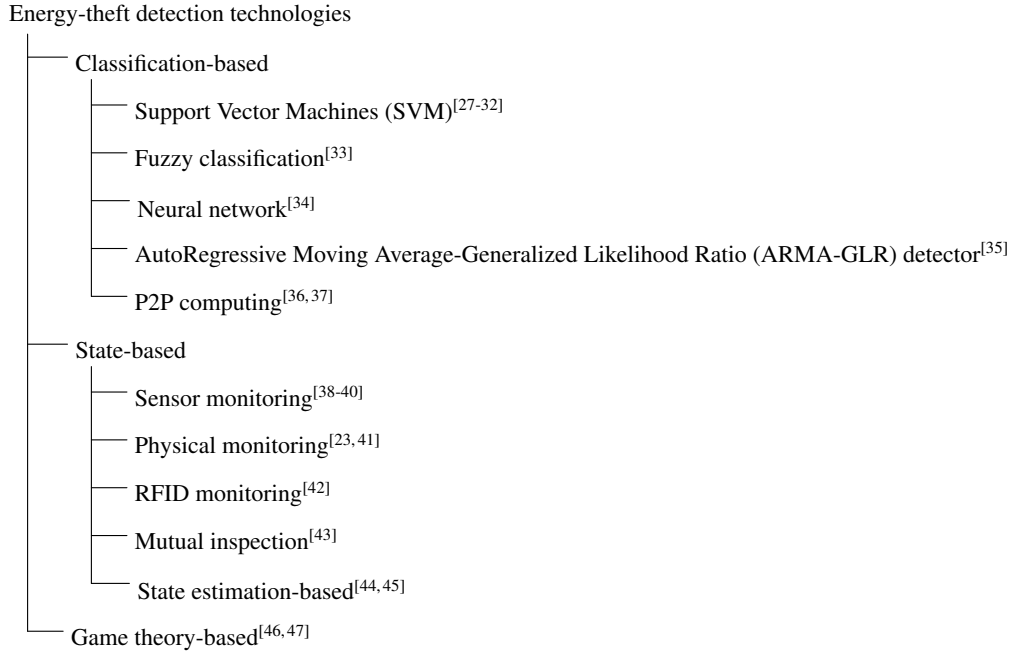 Energy-theft detection technologies
Classification-based
Support Vector Machines (SVM)[27-32]
Fuzzy classification[33]
Neural network[34]
AutoRegressive Moving Average-Generalized Likelihood Ratio (ARMA-GLR) detector[35]
P2P computing[36, 37]
State-based
Sensor monitoring[38-40]
Physical monitoring[23, 41]
RFID monitoring[42]
Mutual inspection[43]
State estimation-based[44, 45]
Game theory-based[46, 47]